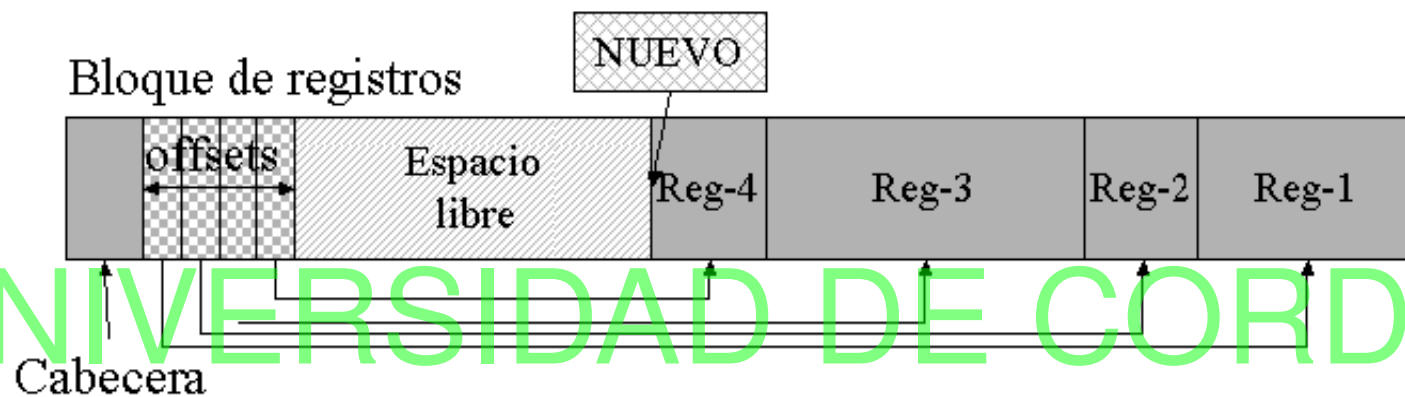 NUEVO
Bloque de registros
offsets
Espacio
libre
Reg-4
Reg-3
Reg-2
Reg-1
NIVERSIDAD DE CORD
Cabecera